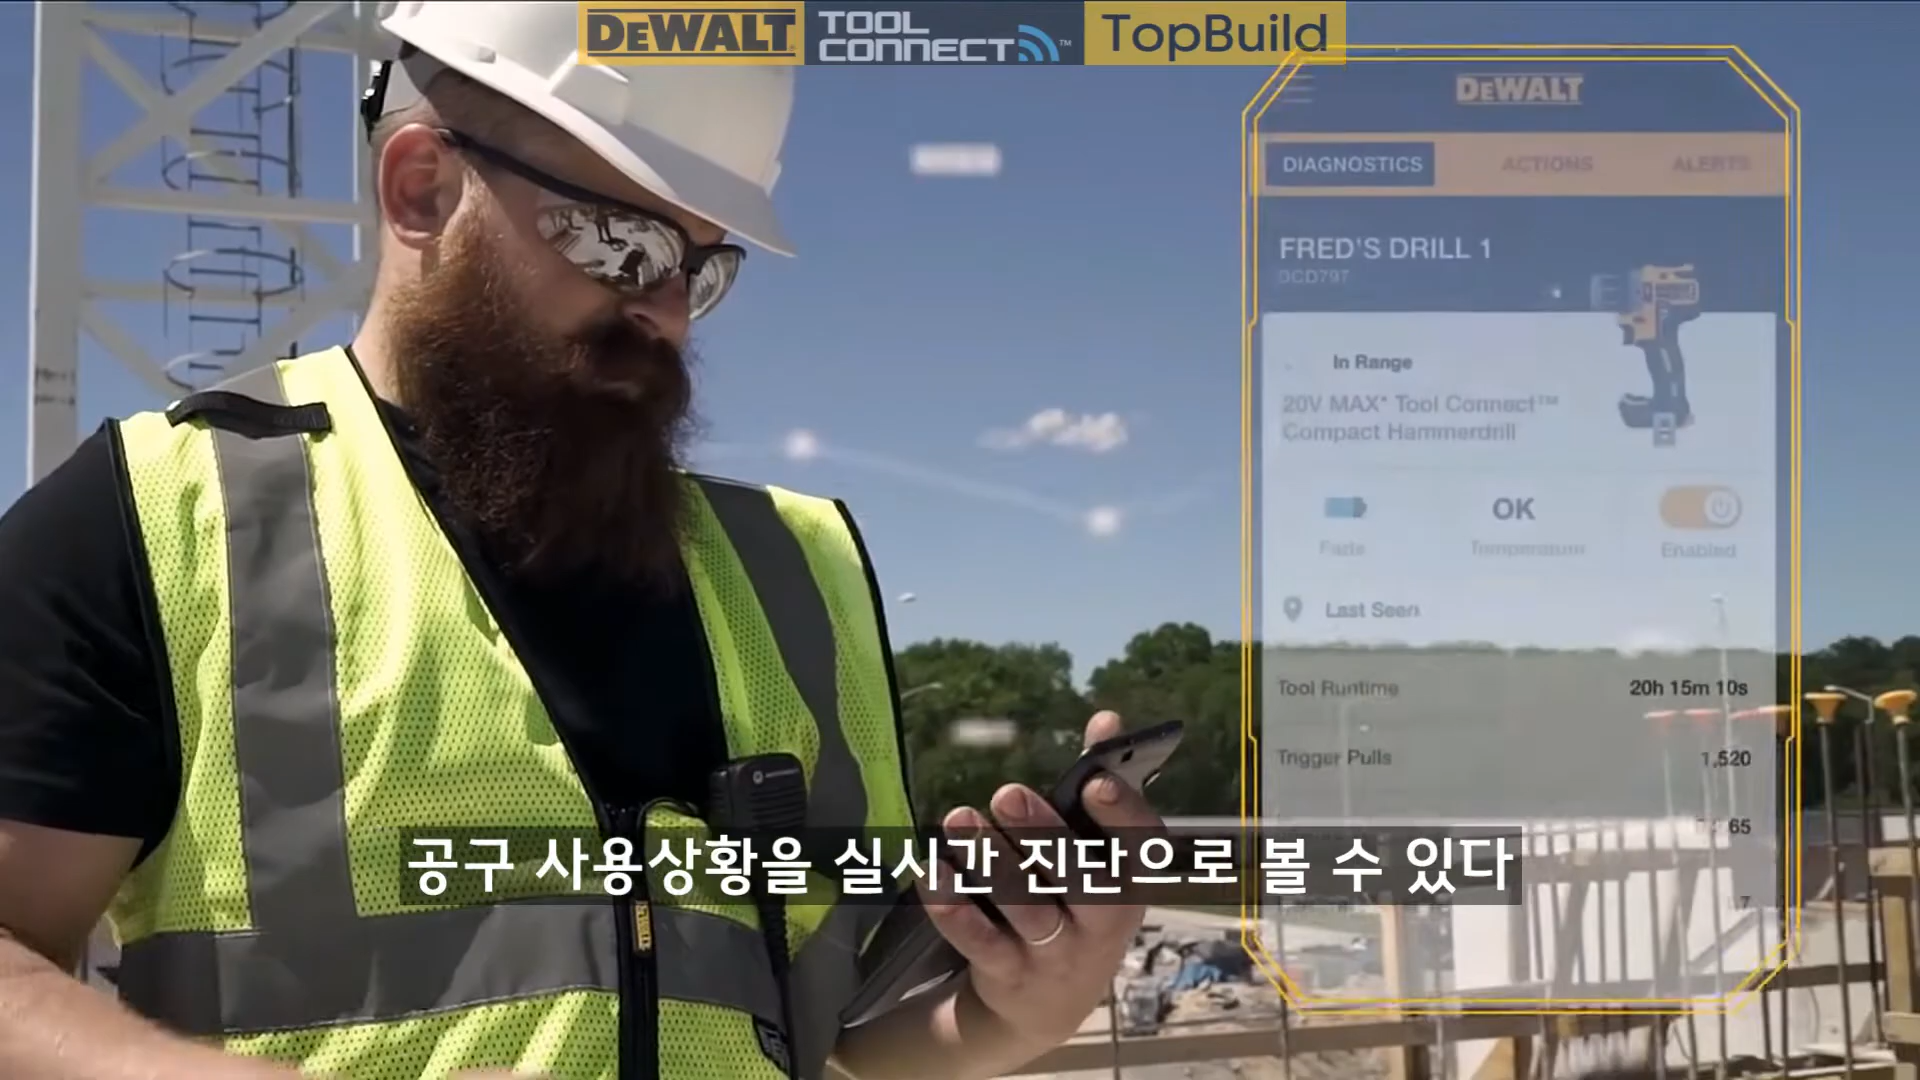 DEWALT TOOL CONNECT™ TopBuild
DEWALT
DIAGNOSTICS ACTIONS ALERTS
FRED'S DRILL 1
DCD797
In Range
20V MAX* Tool Connect™
Compact Hammerdrill
OK
Temperature Enabled
Last Seen
Tool Runtime 20h 15m 10s
Trigger Pulls 1,520
공구 사용상황을 실시간 진단으로 볼 수 있다